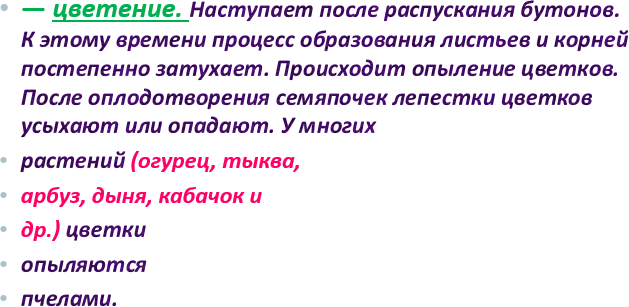 — цветение. Наступает после распускания бутонов.
К этому времени процесс образования листьев и корней
постепенно затухает. Происходит опыление цветков.
После оплодотворения семяпочек лепестки цветков
усыхают или опадают. У многих
растений (огурец, тыква,
арбуз, дыня, кабачок и
др.) цветки
опыляются
пчелами.